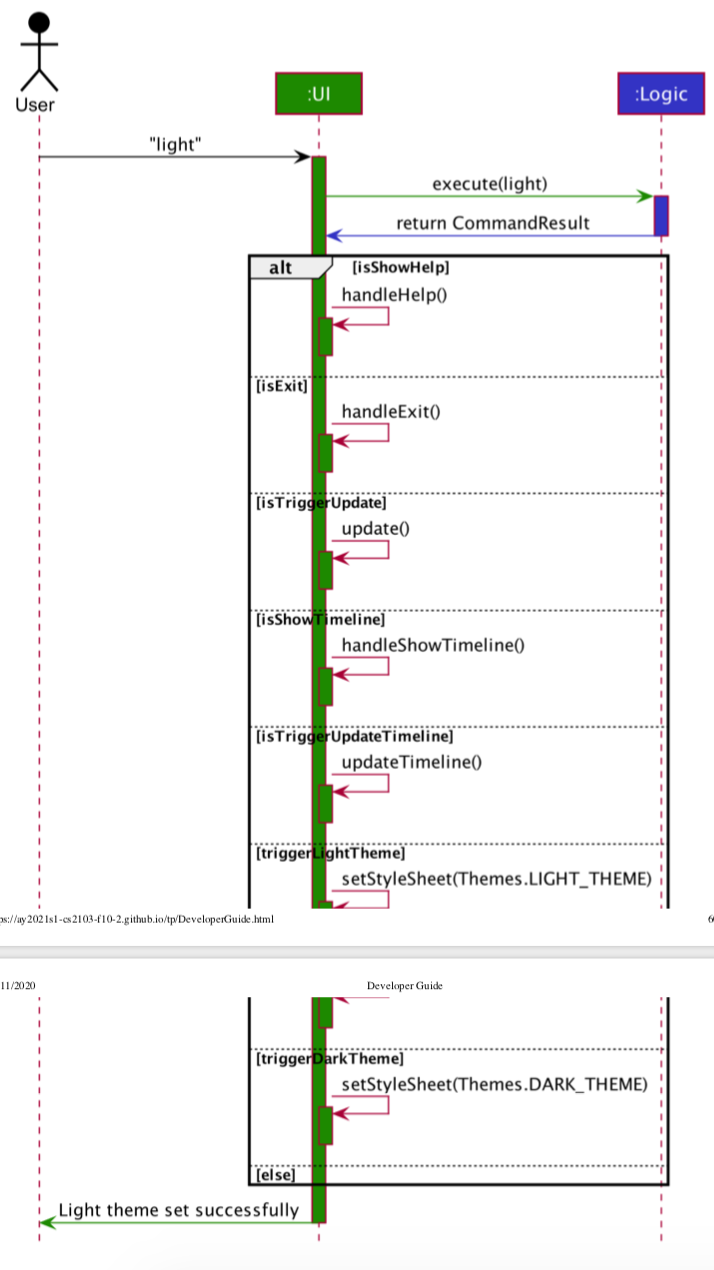 User
:UI
:Logic
"light"
execute(light)
return CommandResult
alt
[isShowHelp]
handleHelp()
[isExit]
handleExit()
[isTriggerUpdate]
update()
[isShowTimeline]
handleShowTimeline()
[isTriggerUpdateTimeline]
updateTimeline()
[triggerLightTheme]
setStyleSheet(Themes.LIGHT_THEME)
ps://ay2021s1-cs2103-f10-2.github.io/tp/DeveloperGuide.html
11/2020
Developer Guide
[triggerDarkTheme]
setStyleSheet(Themes.DARK_THEME)
[else]
Light theme set successfully